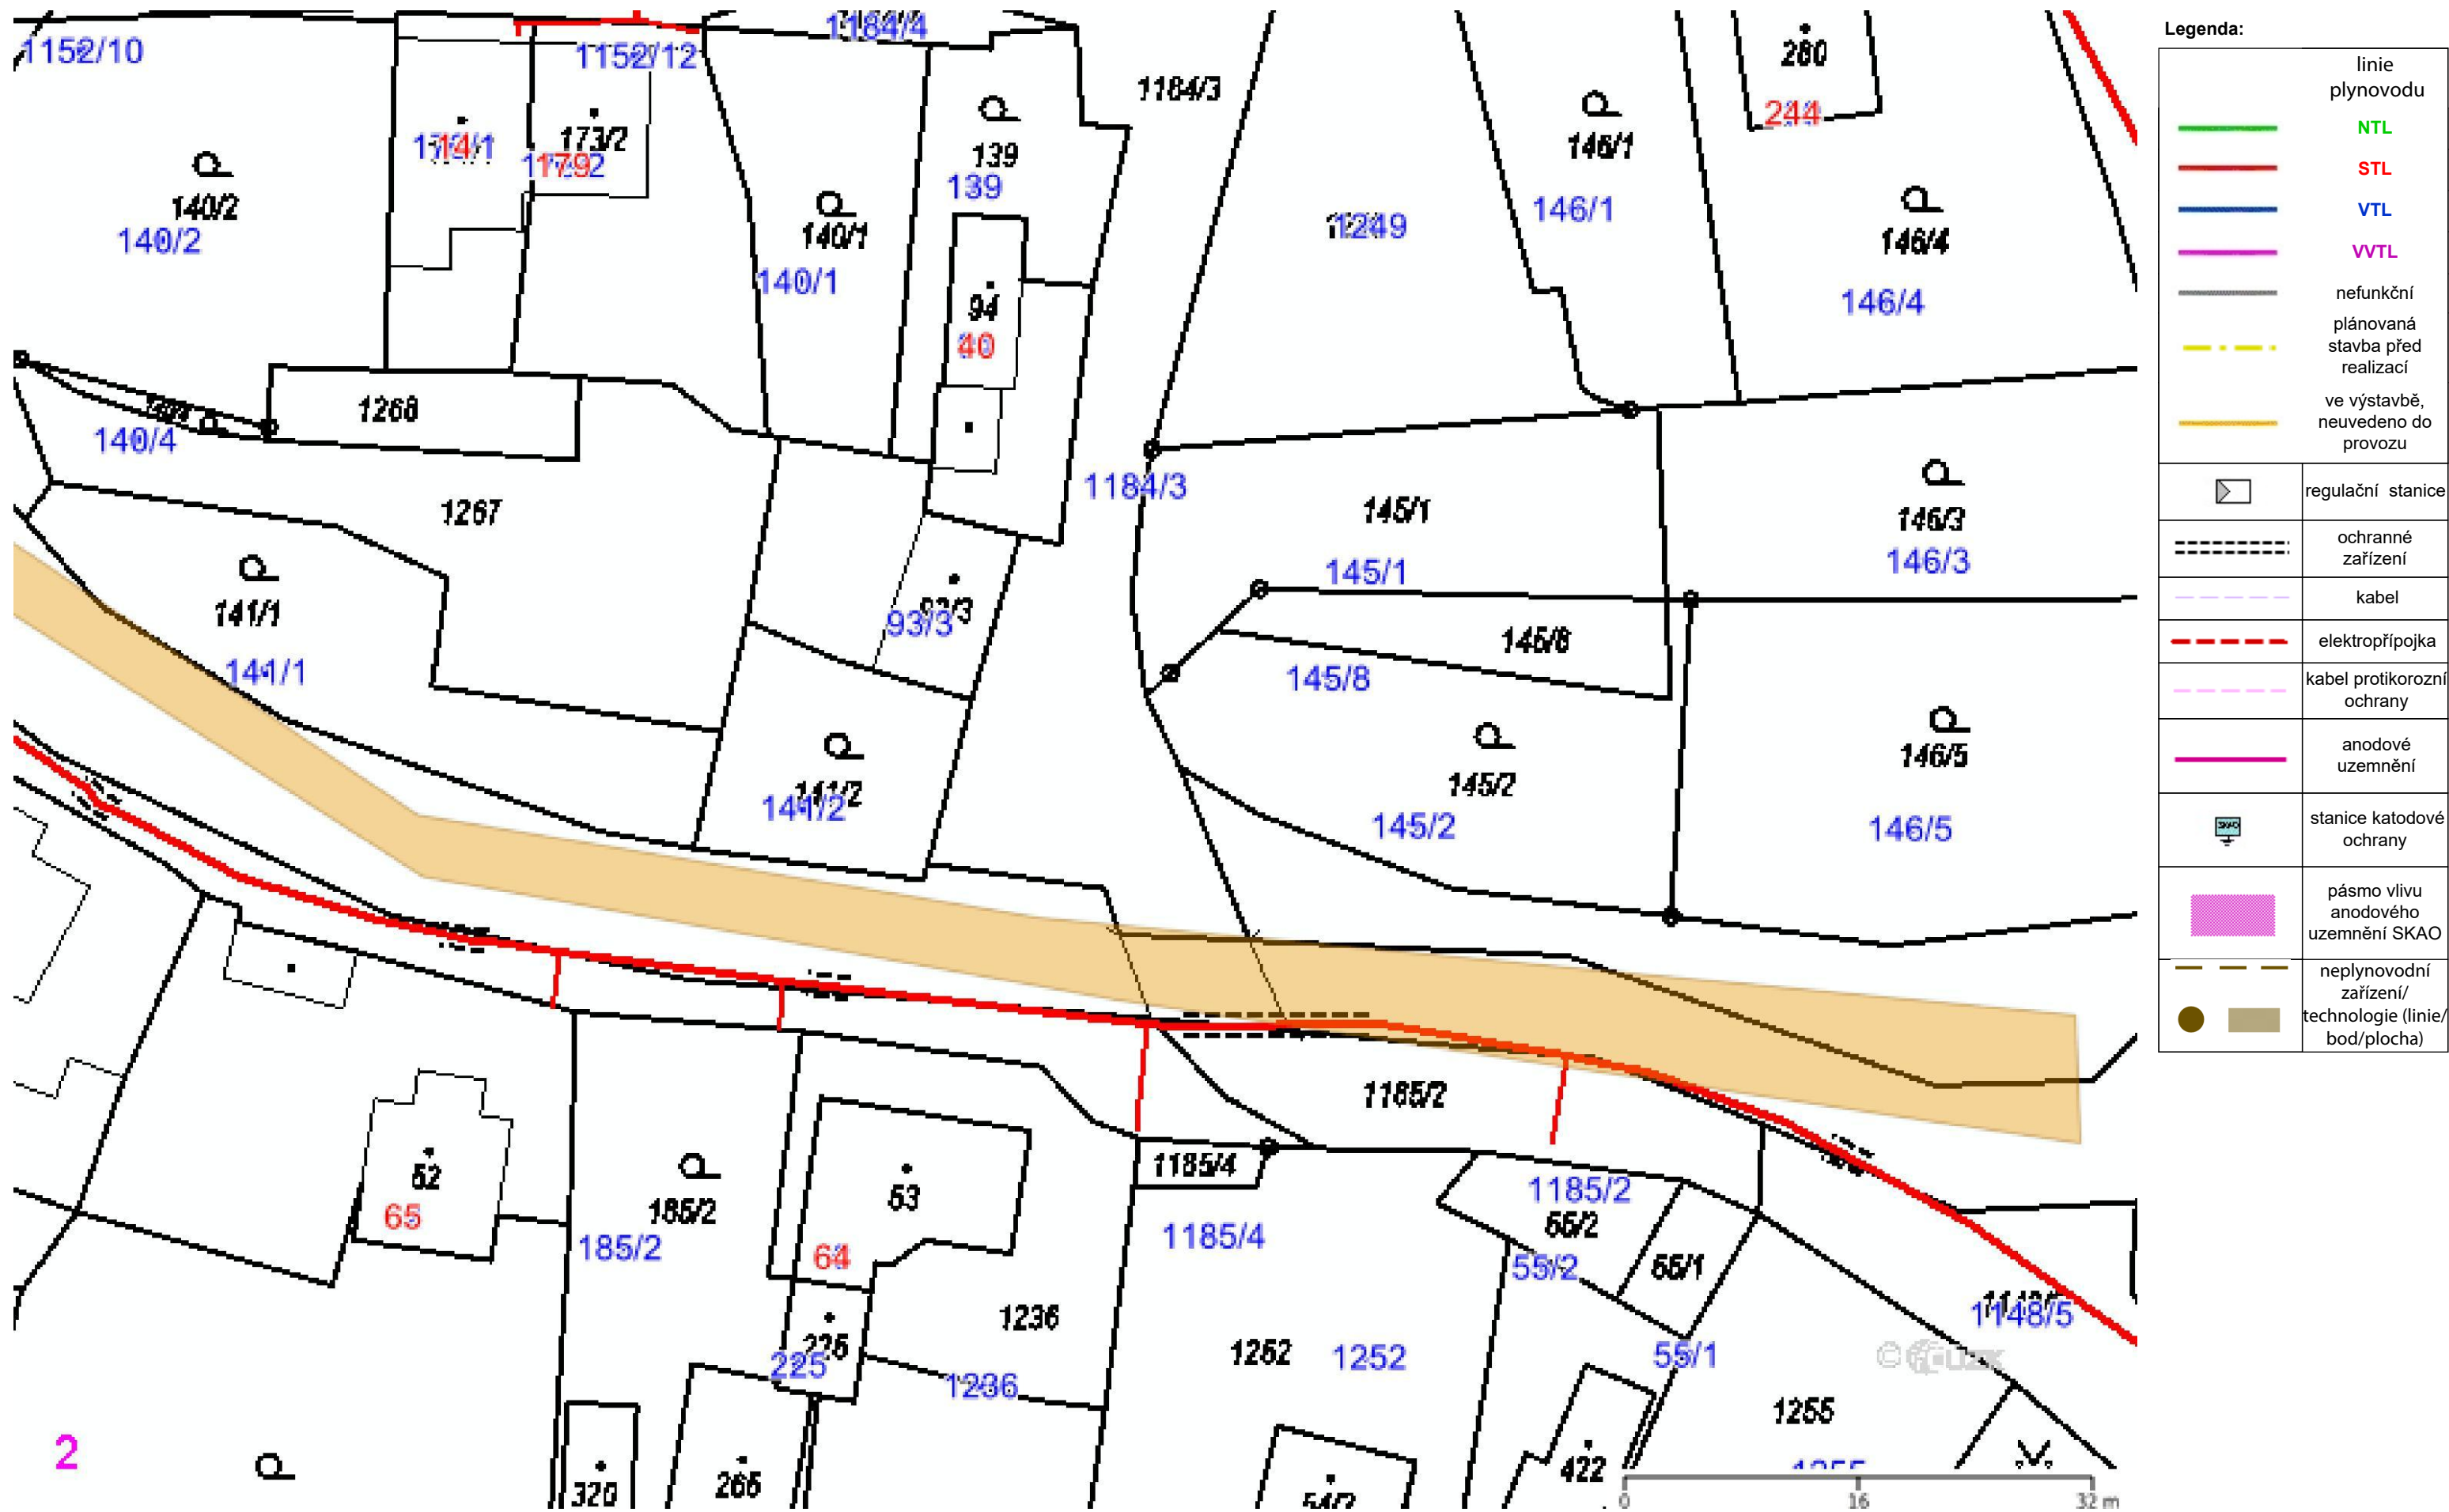 1152/10
1152/12
1184/4
1184/3
280
244
173/2
139
139
146/1
146/1
140/2
140/2
140/1
140/1
1249
146/4
146/4
94
40
1268
140/4
1267
1184/3
145/1
145/1
146/3
146/3
141/1
141/1
93/3
145/8
145/8
141/2
141/2
145/2
145/2
146/5
146/5
1185/2
1185/2
1185/4
1185/4
62
65
185/2
185/2
63
64
55/2
55/2
55/1
55/1
1148/5
225
1236
1236
1252
1252
1255
2
320
266
422
0 16 32 m
Legenda:
linie
plynovodu
NTL
STL
VTL
VVTL
nefunkční
plánovaná
stavba před
realizací
ve výstavbě,
neuvedeno do
provozu
regulační stanice
ochranné
zařízení
kabel
elektropřípojka
kabel protikorozní
ochrany
anodové
uzemnění
SKAO
stanice katodové
ochrany
pásmo vlivu
anodového
uzemnění SKAO
neplynovodní
zařízení/
technologie (linie/
bod/plocha)